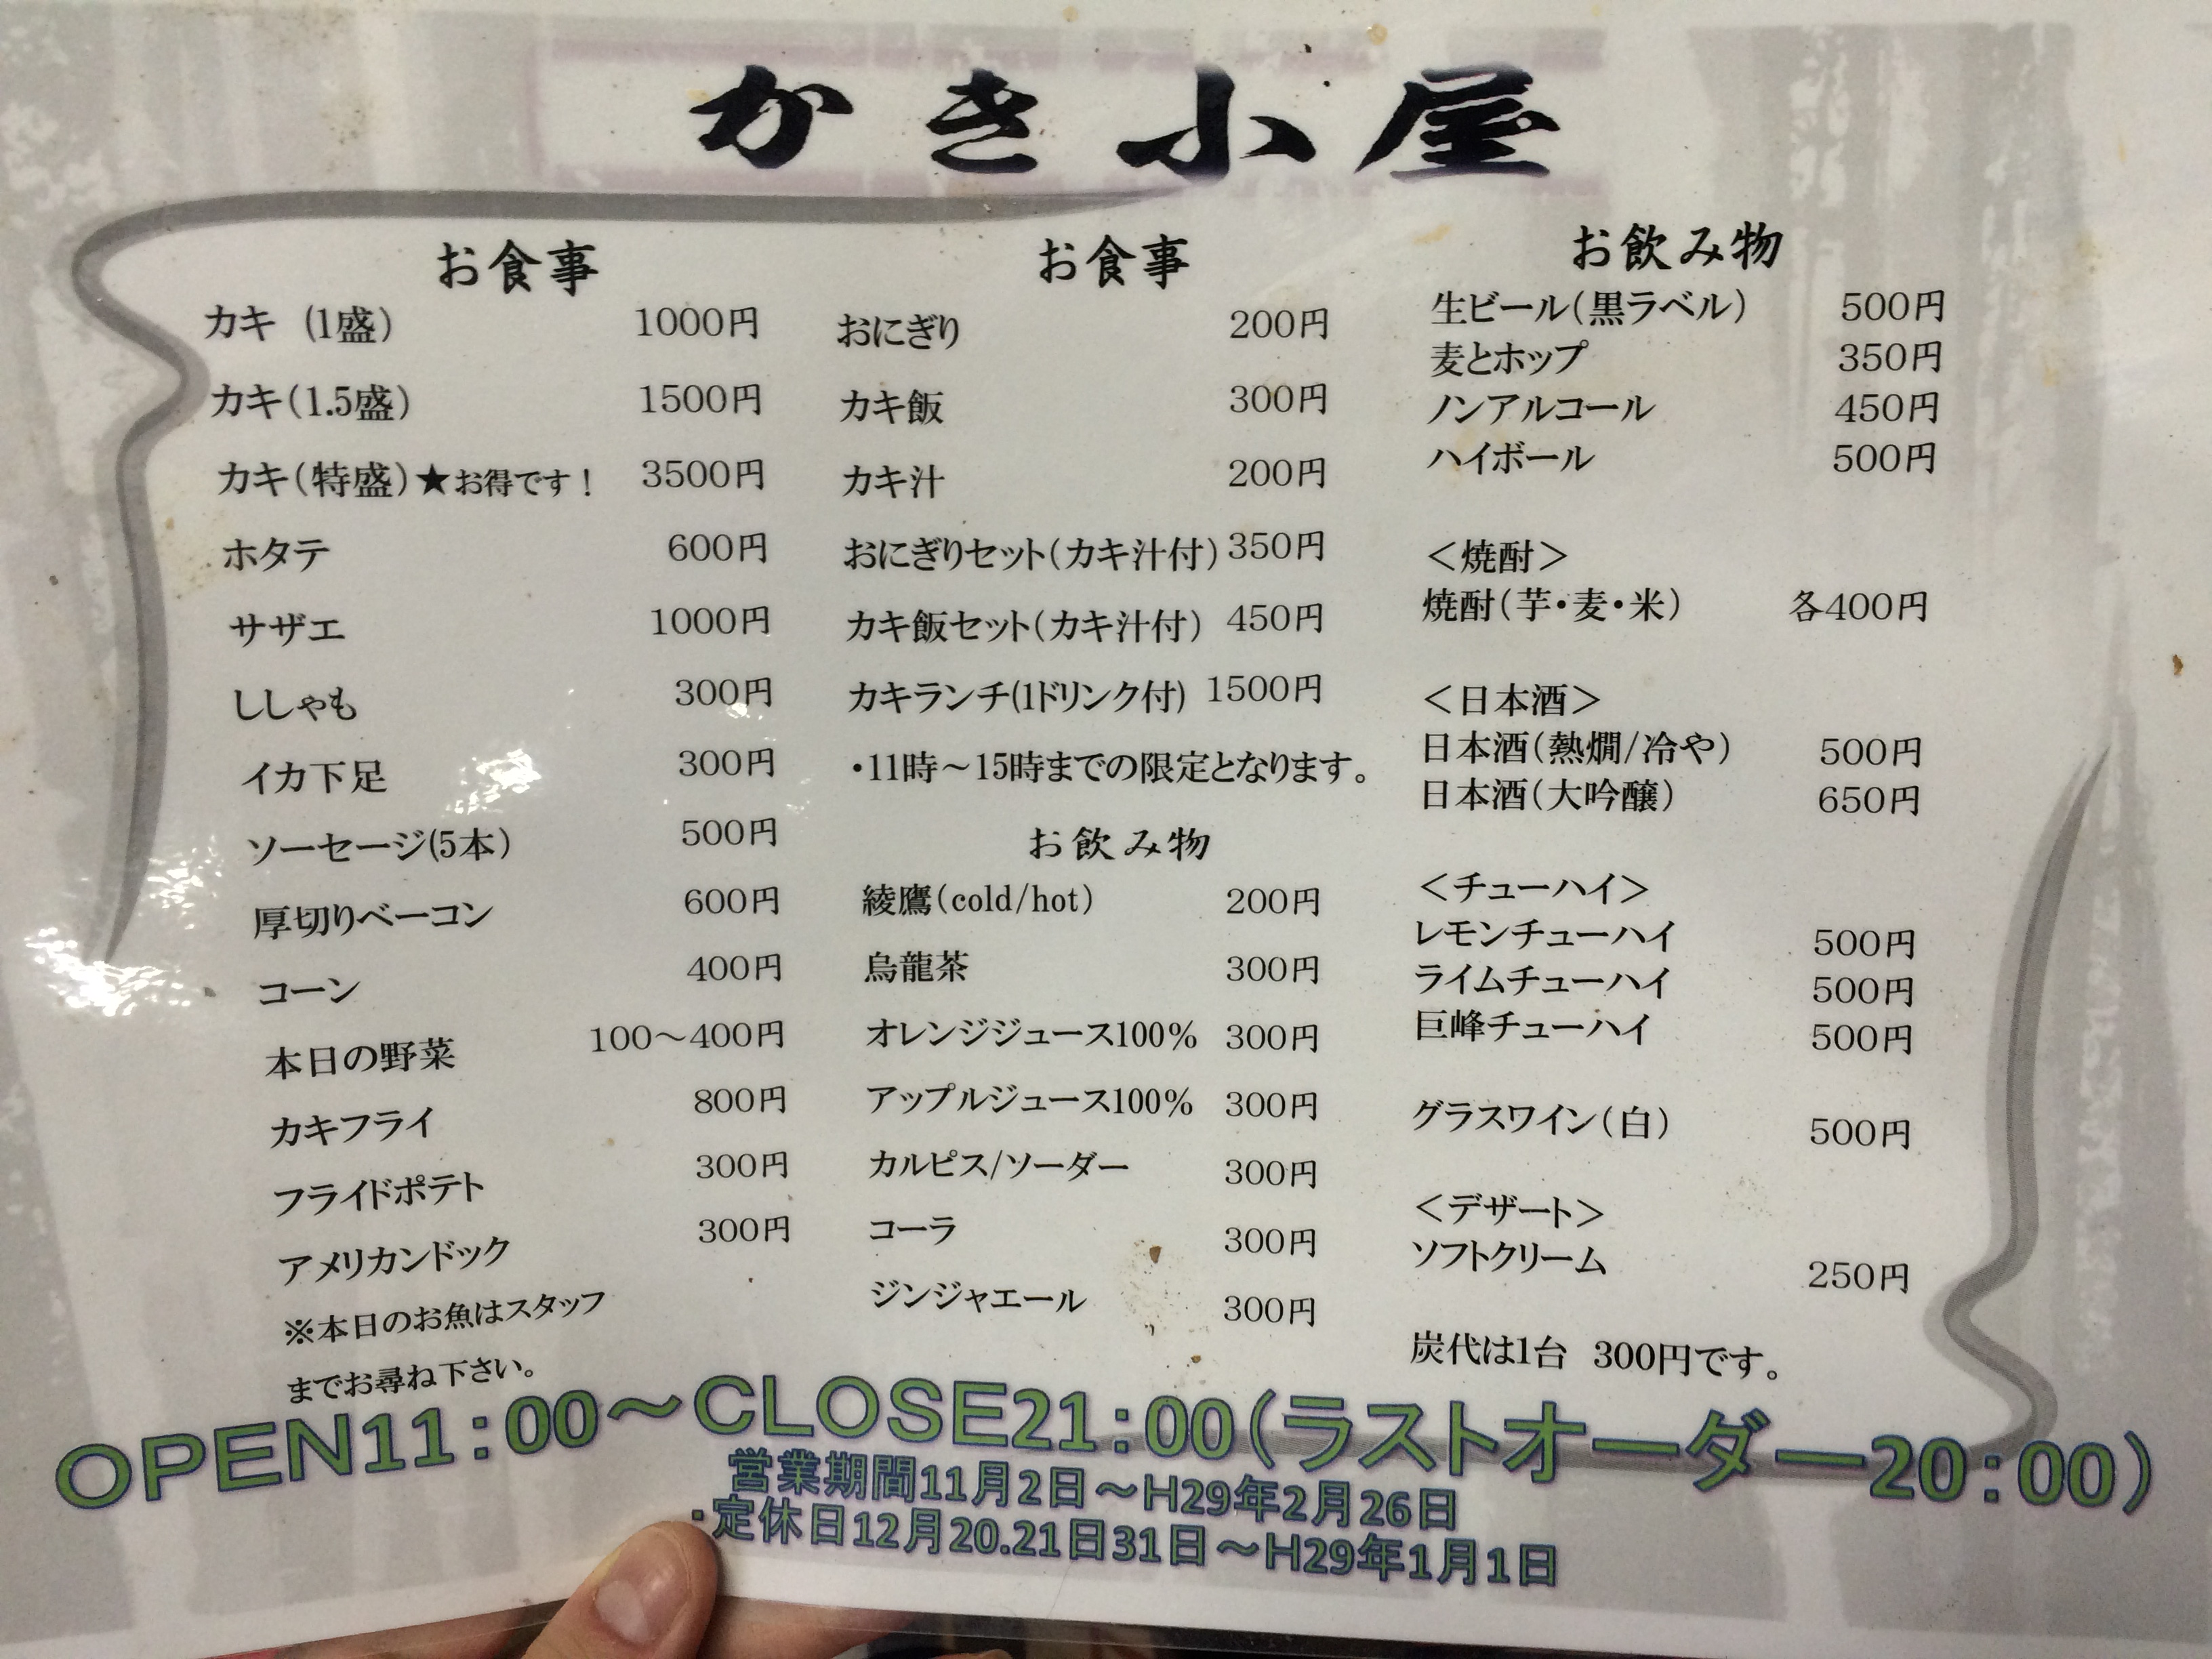 かき小屋
お食事
カキ (1盛) 1000円
カキ(1.5盛) 1500円
カキ(特盛)★お得です! 3500円
ホタテ 600円
サザエ 1000円
ししゃも 300円
イカ下足 300円
ソーセージ(5本) 500円
厚切りベーコン 600円
コーン 400円
本日の野菜 100～400円
カキフライ 800円
フライドポテト 300円
アメリカンドック 300円
※本日のお魚はスタッフ
までお尋ね下さい。
お食事
おにぎり 200円
カキ飯 300円
カキ汁 200円
おにぎりセット(カキ汁付) 350円
カキ飯セット(カキ汁付) 450円
カキランチ(1ドリンク付) 1500円
・11時～15時までの限定となります。
お飲み物
綾鷹(cold/hot) 200円
烏龍茶 300円
オレンジジュース100% 300円
アップルジュース100% 300円
カルピス/ソーダー 300円
コーラ 300円
ジンジャエール 300円
お飲み物
生ビール(黒ラベル) 500円
麦とホップ 350円
ノンアルコール 450円
ハイボール 500円
＜焼酎＞
焼酎(芋・麦・米) 各400円
＜日本酒＞
日本酒(熱燗/冷や) 500円
日本酒(大吟醸) 650円
＜チューハイ＞
レモンチューハイ 500円
ライムチューハイ 500円
巨峰チューハイ 500円
グラスワイン(白) 500円
＜デザート＞
ソフトクリーム 250円
炭代は1台 300円です。
OPEN11:00～CLOSE21:00(ラストオーダー20:00)
営業期間11月2日～H29年2月26日
・定休日12月20.21日31日～H29年1月1日